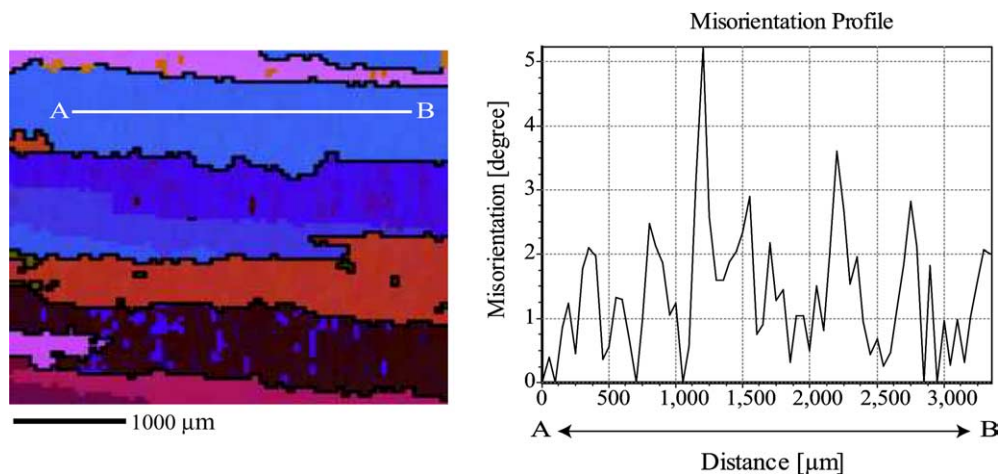 A B
1000 μm
Misorientation Profile
Misorientation [degree]
5
4
3
2
1
0
0 500 1,000 1,500 2,000 2,500 3,000
A B
Distance [μm]